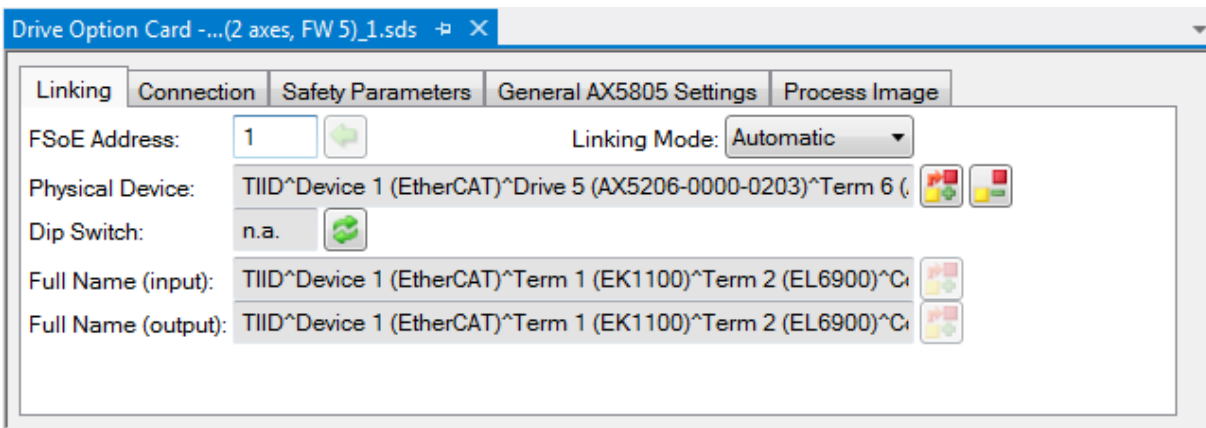 Drive Option Card -...(2 axes, FW 5)_1.sds
Linking Connection Safety Parameters General AX5805 Settings Process Image
FSoE Address: 1 Linking Mode: Automatic
Physical Device: TIID^Device 1 (EtherCAT)^Drive 5 (AX5206-0000-0203)^Term 6 (
Dip Switch: n.a.
Full Name (input): TIID^Device 1 (EtherCAT)^Term 1 (EK1100)^Term 2 (EL6900)^C
Full Name (output): TIID^Device 1 (EtherCAT)^Term 1 (EK1100)^Term 2 (EL6900)^C